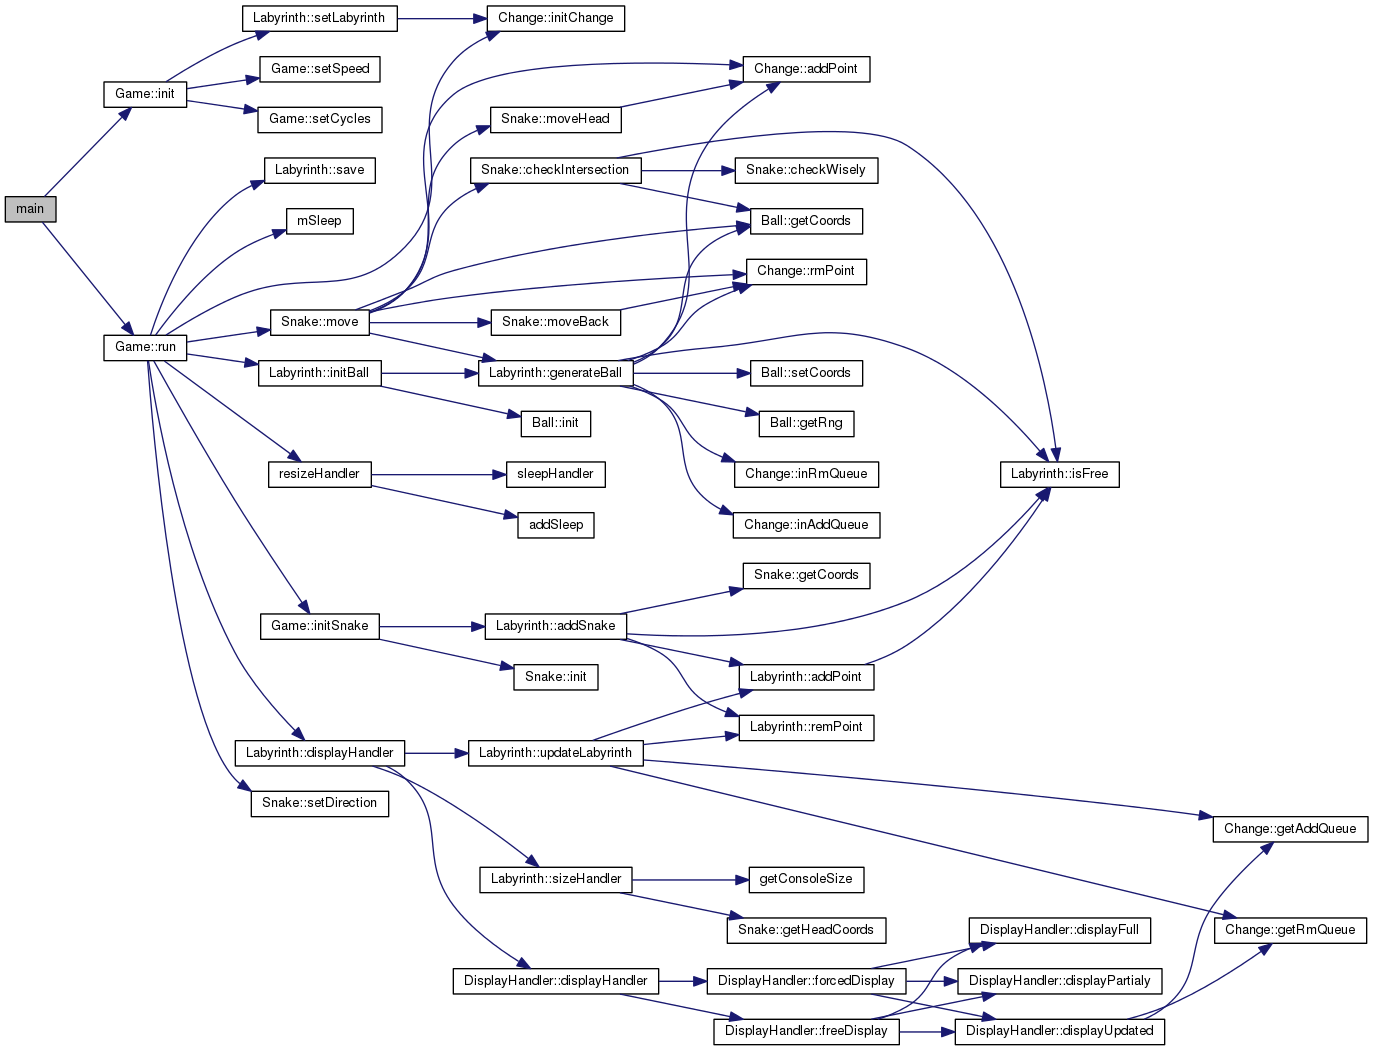 main
Game::init
Game::run
Labyrinth::setLabyrinth
Game::setSpeed
Game::setCycles
Labyrinth::save
mSleep
Snake::move
Labyrinth::initBall
resizeHandler
Game::initSnake
Labyrinth::displayHandler
Snake::setDirection
Change::initChange
Snake::moveHead
Snake::checkIntersection
Snake::moveBack
Labyrinth::generateBall
Ball::init
sleepHandler
addSleep
Labyrinth::addSnake
Snake::init
Labyrinth::updateLabyrinth
Labyrinth::sizeHandler
DisplayHandler::displayHandler
Change::addPoint
Snake::checkWisely
Ball::getCoords
Change::rmPoint
Ball::setCoords
Ball::getRng
Change::inRmQueue
Change::inAddQueue
Snake::getCoords
Labyrinth::addPoint
Labyrinth::remPoint
getConsoleSize
Snake::getHeadCoords
DisplayHandler::forcedDisplay
DisplayHandler::freeDisplay
Labyrinth::isFree
DisplayHandler::displayFull
DisplayHandler::displayPartialy
DisplayHandler::displayUpdated
Change::getAddQueue
Change::getRmQueue